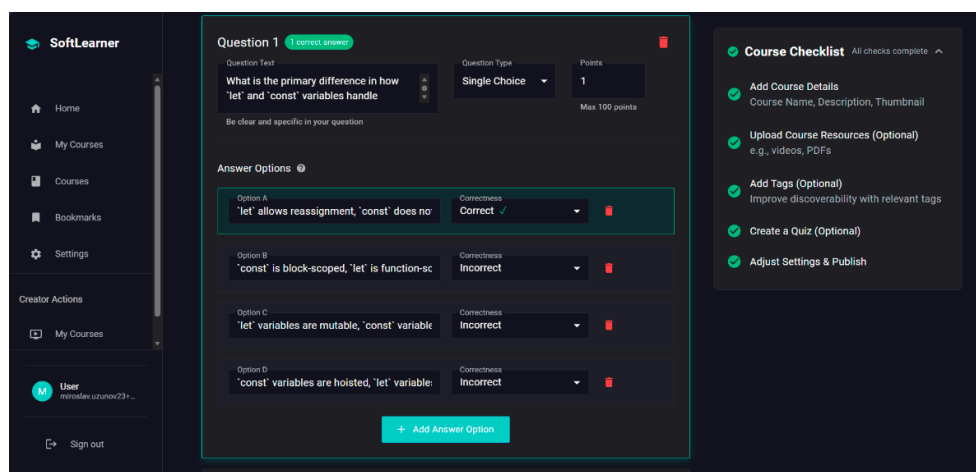 SoftLearner
Home
My Courses
Courses
Bookmarks
Settings
Creator Actions
My Courses
M
User
miroslav.uzunov23+...
Sign out
Question 1 1 correct answer
Question Text
What is the primary difference in how
`let` and `const` variables handle
Be clear and specific in your question
Question Type
Single Choice
Points
1
Max 100 points
Answer Options
Option A
`let` allows reassignment, `const` does no
Correctness
Correct ✓
Option B
`const` is block-scoped, `let` is function-sc
Correctness
Incorrect
Option C
`let` variables are mutable, `const` variable
Correctness
Incorrect
Option D
`const` variables are hoisted, `let` variable
Correctness
Incorrect
+ Add Answer Option
Course Checklist All checks complete
Add Course Details
Course Name, Description, Thumbnail
Upload Course Resources (Optional)
e.g., videos, PDFs
Add Tags (Optional)
Improve discoverability with relevant tags
Create a Quiz (Optional)
Adjust Settings & Publish